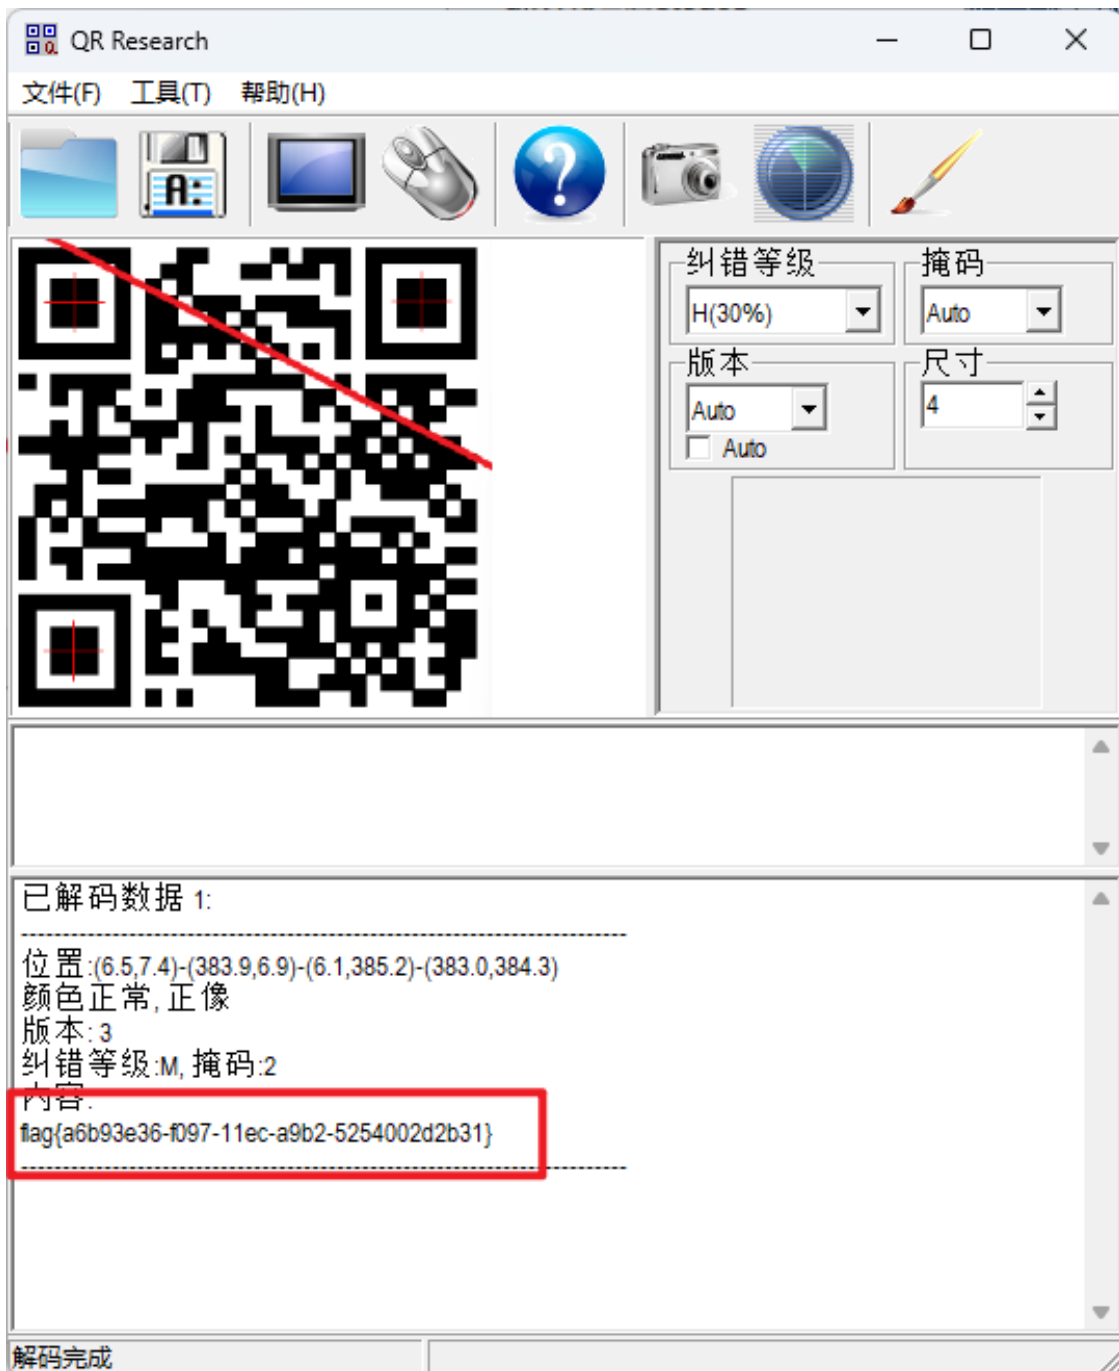 QR Research
文件(F) 工具(T) 帮助(H)
A:
纠错等级 掩码
H(30%) Auto
版本 尺寸
Auto 4
Auto
已解码数据 1:
--------------------------------------------------------------------------------
位置:(6.5,7.4)-(383.9,6.9)-(6.1,385.2)-(383.0,384.3)
颜色正常, 正像
版本: 3
纠错等级:M, 掩码:2
内容:
flag{a6b93e36-f097-11ec-a9b2-5254002d2b31}
--------------------------------------------------------------------------------
解码完成